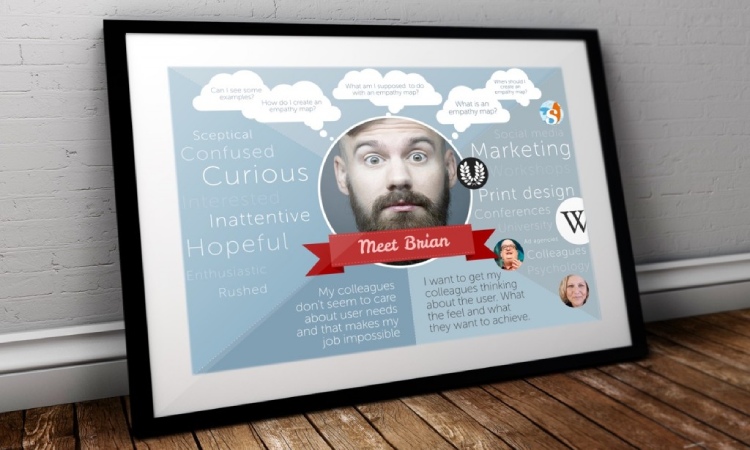 Can I see some
examples?
How do I create an
empathy map?
What am I supposed to do
with an empathy map?
What is an
empathy map?
When should I
create an
empathy map?
Sceptical
Confused
Curious
Interested
Inattentive
Hopeful
Enthusiastic
Rushed
Meet Brian
Social media
Marketing
Workshops
Print design
Conferences
W
University
Ad agencies
Colleagues
Psychology
My colleagues
don't seem to care
about user needs
and that makes my
job impossible
I want to get my
colleagues thinking
about the user. What
the feel and what
they want to achieve.